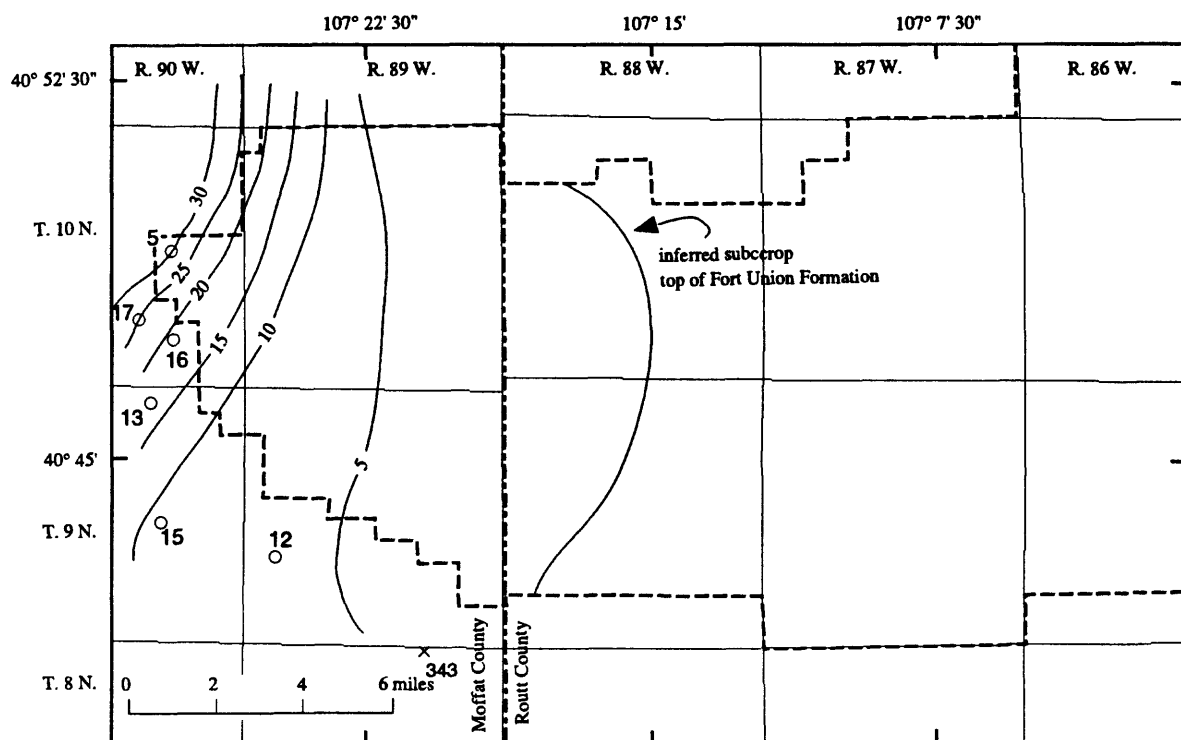 107° 22' 30" 107° 15' 107° 7' 30"
40° 52' 30"
R. 90 W. R. 89 W. R. 88 W. R. 87 W. R. 86 W.
30
T. 10 N.
5
inferred subcrop
top of Fort Union Formation
25
20
17
15
10
16
13
40° 45'
5
T. 9 N.
15
12
343
T. 8 N.
0 2 4 6 miles
Moffat County
Routt County